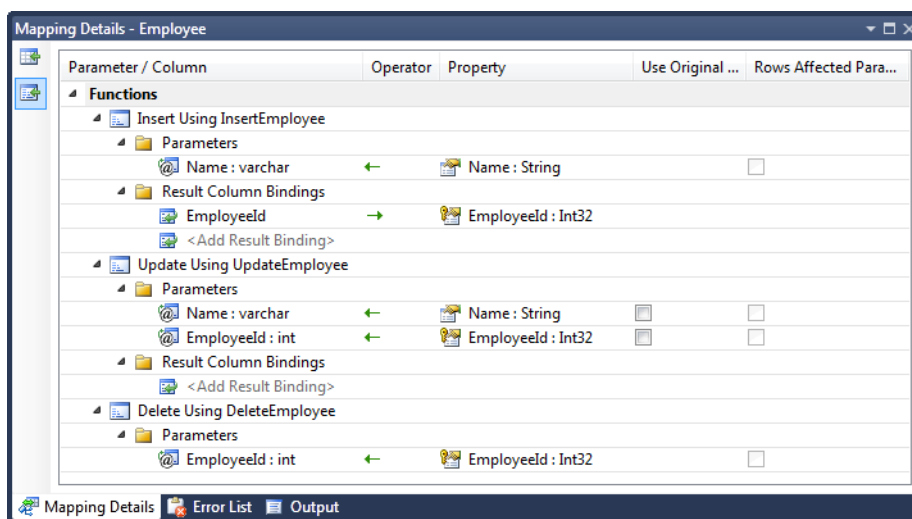 Mapping Details - Employee
Parameter / Column Operator Property Use Original ... Rows Affected Para...
Functions
Insert Using InsertEmployee
Parameters
@ Name : varchar ← Name : String
Result Column Bindings
EmployeeId → EmployeeId : Int32
<Add Result Binding>
Update Using UpdateEmployee
Parameters
@ Name : varchar ← Name : String
@ EmployeeId : int ← EmployeeId : Int32
Result Column Bindings
<Add Result Binding>
Delete Using DeleteEmployee
Parameters
@ EmployeeId : int ← EmployeeId : Int32
Mapping Details Error List Output